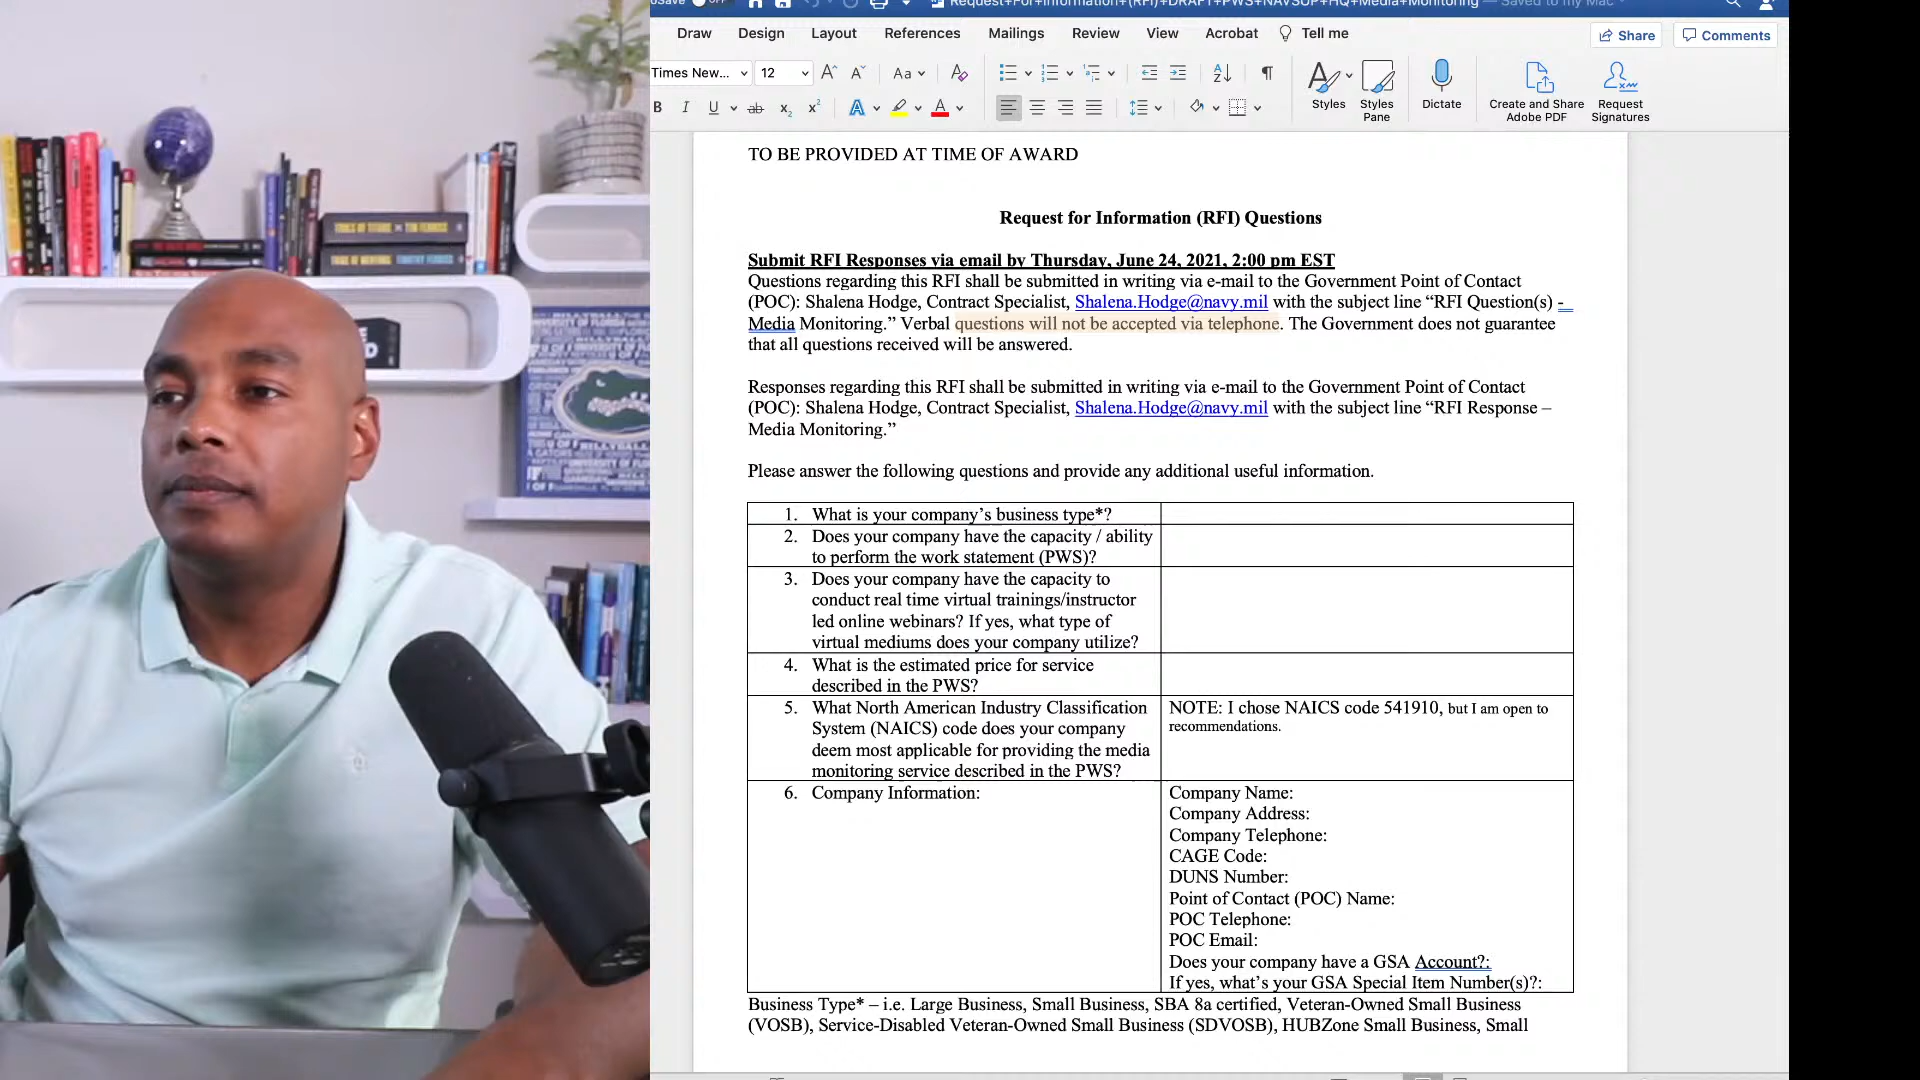 Request+For+Information+(RFI)+DRAFT+PWS+NAVSUP+HQ+Media+Monitoring — Saved to my Mac
Draw Design Layout References Mailings Review View Acrobat Tell me Share Comments
Times New... 12 Aa
Styles Styles Pane Dictate Create and Share Adobe PDF Request Signatures
TO BE PROVIDED AT TIME OF AWARD
Request for Information (RFI) Questions
Submit RFI Responses via email by Thursday, June 24, 2021, 2:00 pm EST
Questions regarding this RFI shall be submitted in writing via e-mail to the Government Point of Contact
(POC): Shalena Hodge, Contract Specialist, Shalena.Hodge@navy.mil with the subject line “RFI Question(s) -
Media Monitoring.” Verbal questions will not be accepted via telephone. The Government does not guarantee
that all questions received will be answered.
Responses regarding this RFI shall be submitted in writing via e-mail to the Government Point of Contact
(POC): Shalena Hodge, Contract Specialist, Shalena.Hodge@navy.mil with the subject line “RFI Response –
Media Monitoring.”
Please answer the following questions and provide any additional useful information.
1. What is your company’s business type*?
2. Does your company have the capacity / ability
to perform the work statement (PWS)?
3. Does your company have the capacity to
conduct real time virtual trainings/instructor
led online webinars? If yes, what type of
virtual mediums does your company utilize?
4. What is the estimated price for service
described in the PWS?
5. What North American Industry Classification
System (NAICS) code does your company
deem most applicable for providing the media
monitoring service described in the PWS?
NOTE: I chose NAICS code 541910, but I am open to
recommendations.
6. Company Information:
Company Name:
Company Address:
Company Telephone:
CAGE Code:
DUNS Number:
Point of Contact (POC) Name:
POC Telephone:
POC Email:
Does your company have a GSA Account?:
If yes, what’s your GSA Special Item Number(s)?:
Business Type* – i.e. Large Business, Small Business, SBA 8a certified, Veteran-Owned Small Business
(VOSB), Service-Disabled Veteran-Owned Small Business (SDVOSB), HUBZone Small Business, Small